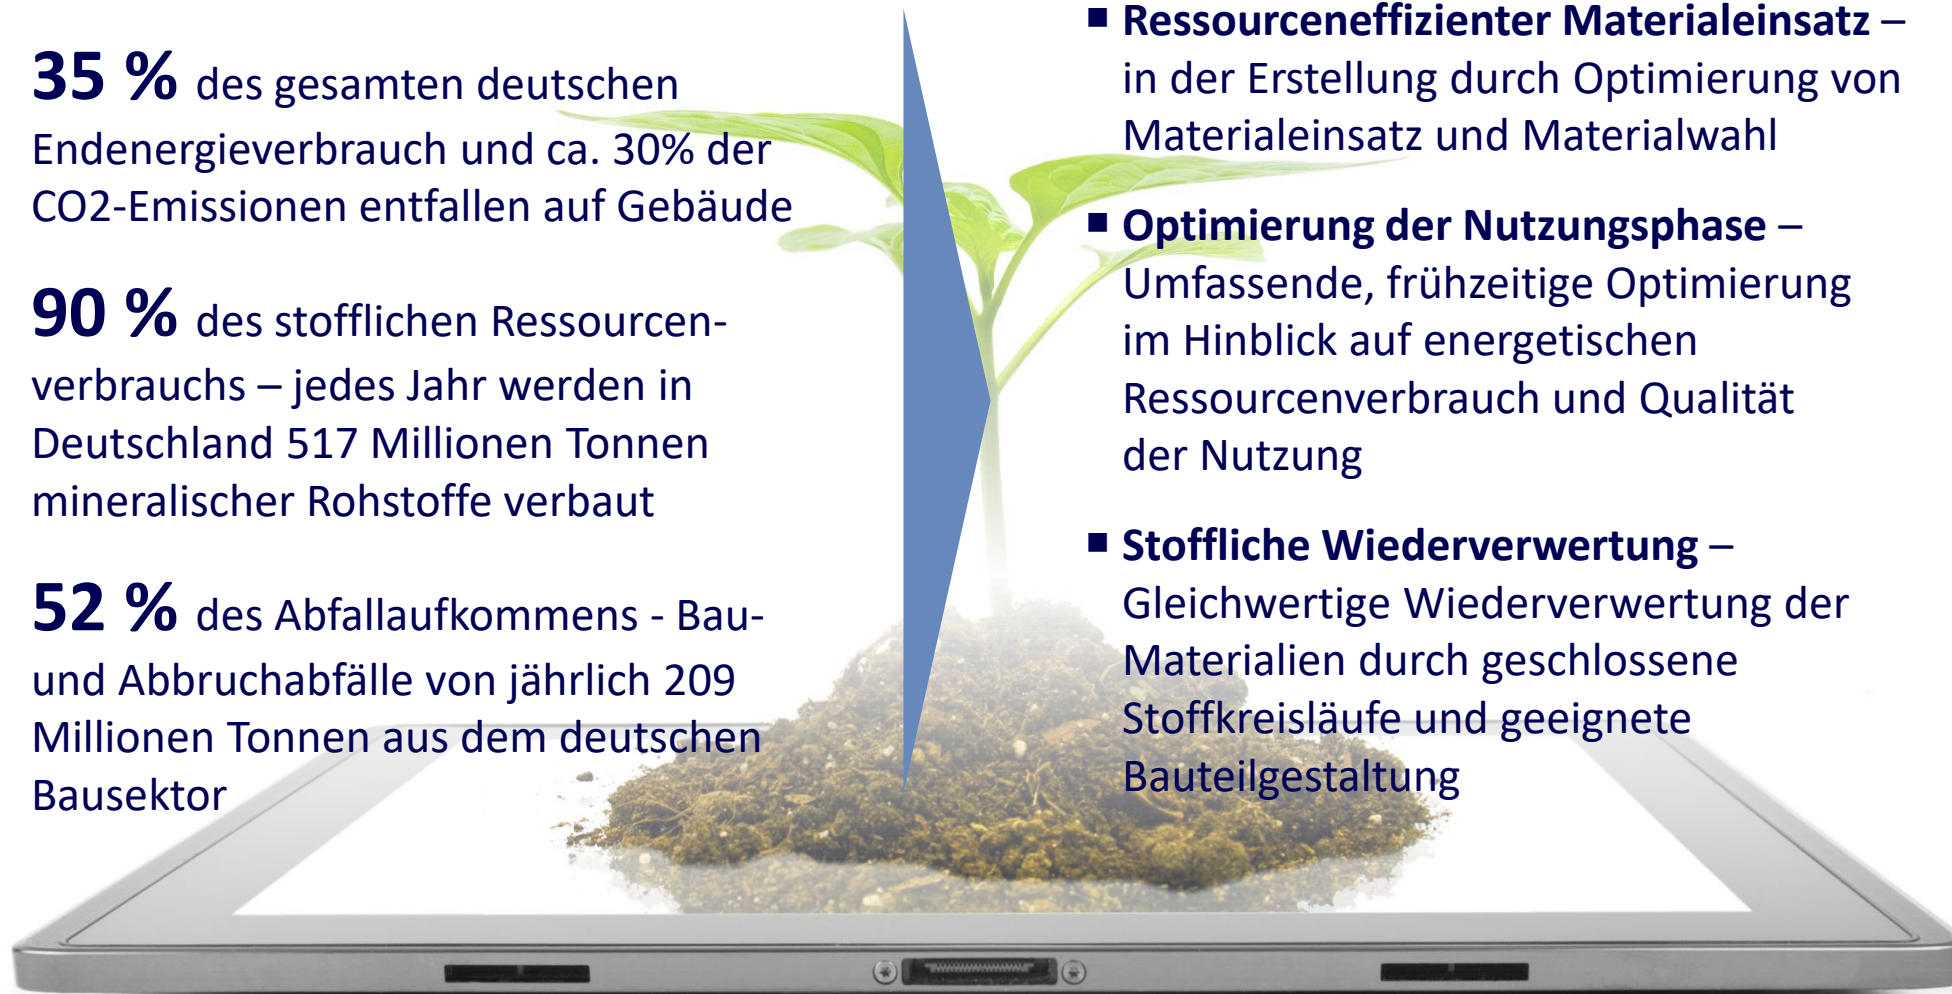 35 % des gesamten deutschen
Endenergieverbrauch und ca. 30% der
CO2-Emissionen entfallen auf Gebäude
90 % des stofflichen Ressourcen-
verbrauchs – jedes Jahr werden in
Deutschland 517 Millionen Tonnen
mineralischer Rohstoffe verbaut
52 % des Abfallaufkommens - Bau-
und Abbruchabfälle von jährlich 209
Millionen Tonnen aus dem deutschen
Bausektor
▪ Ressourceneffizienter Materialeinsatz –
in der Erstellung durch Optimierung von
Materialeinsatz und Materialwahl
▪ Optimierung der Nutzungsphase –
Umfassende, frühzeitige Optimierung
im Hinblick auf energetischen
Ressourcenverbrauch und Qualität
der Nutzung
▪ Stoffliche Wiederverwertung –
Gleichwertige Wiederverwertung der
Materialien durch geschlossene
Stoffkreisläufe und geeignete
Bauteilgestaltung